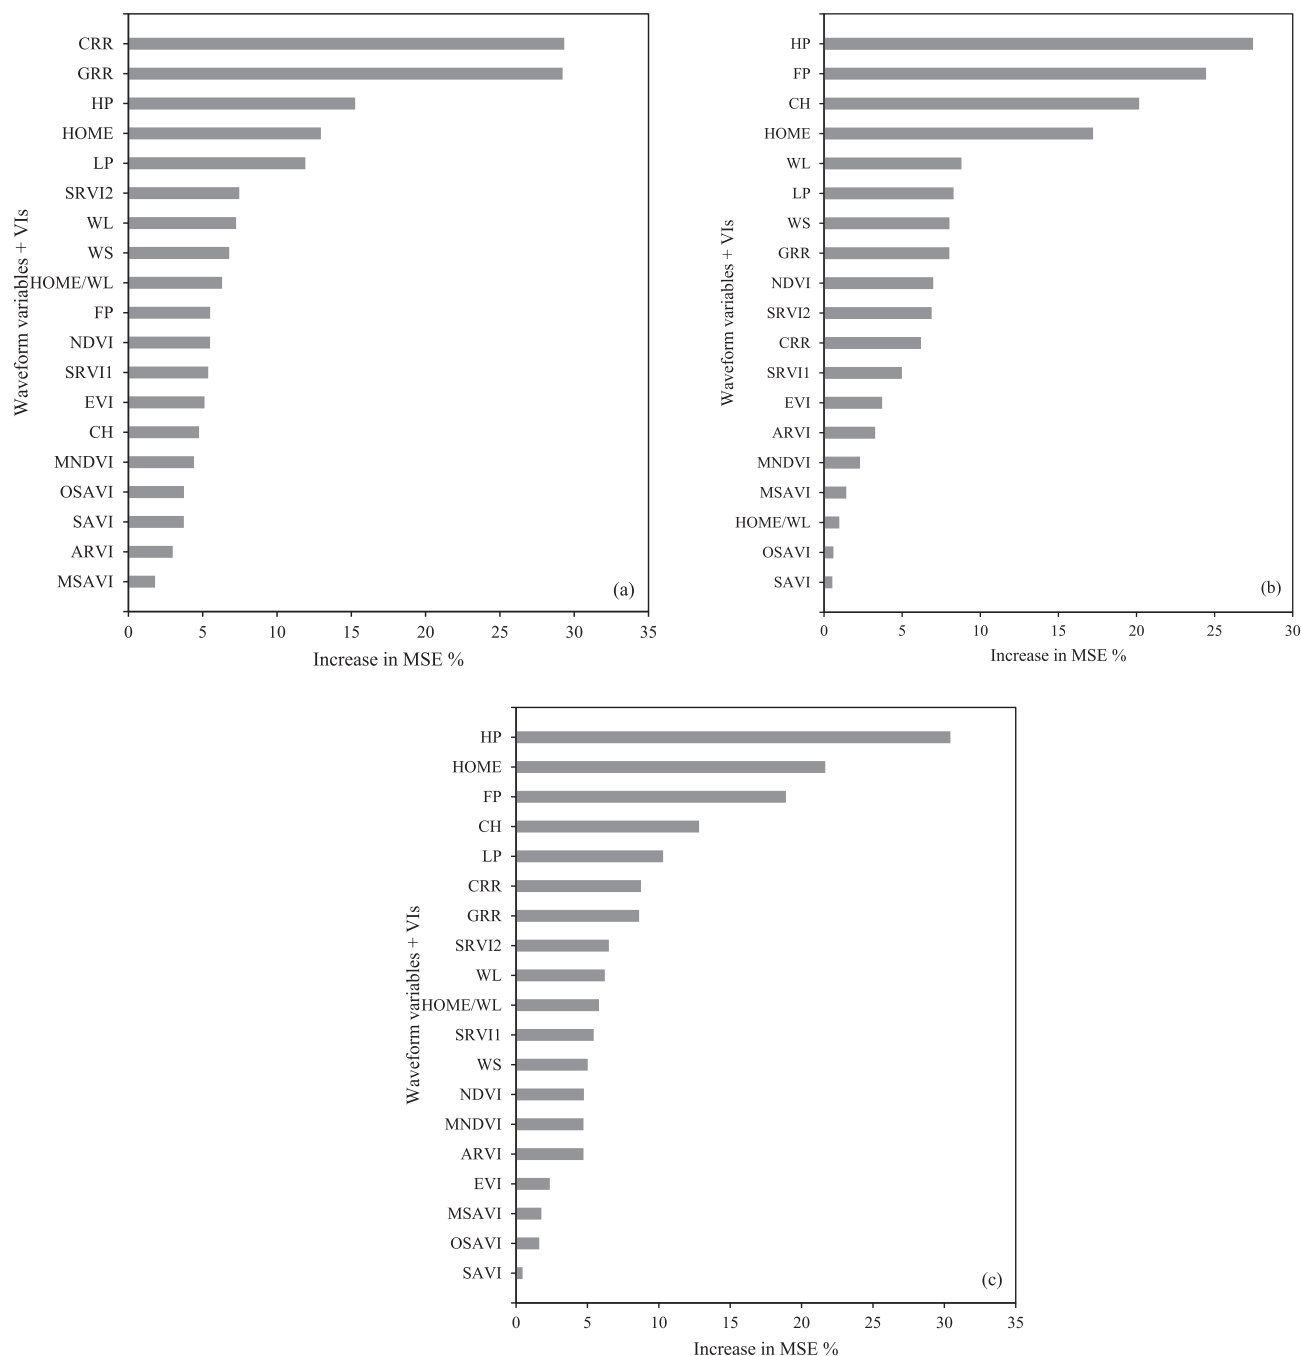 CRR
GRR
HP
HOME
LP
SRVI2
WL
WS
HOME/WL
FP
NDVI
SRVI1
EVI
CH
MNDVI
OSAVI
SAVI
ARVI
MSAVI
Waveform variables + VIs
(a)
0 5 10 15 20 25 30 35
Increase in MSE %
HP
FP
CH
HOME
WL
LP
WS
GRR
NDVI
SRVI2
CRR
SRVI1
EVI
ARVI
MNDVI
MSAVI
HOME/WL
OSAVI
SAVI
Waveform variables + VIs
(b)
0 5 10 15 20 25 30
Increase in MSE %
HP
HOME
FP
CH
LP
CRR
GRR
SRVI2
WL
HOME/WL
SRVI1
WS
NDVI
MNDVI
ARVI
EVI
MSAVI
OSAVI
SAVI
Waveform variables + VIs
(c)
0 5 10 15 20 25 30 35
Increase in MSE %